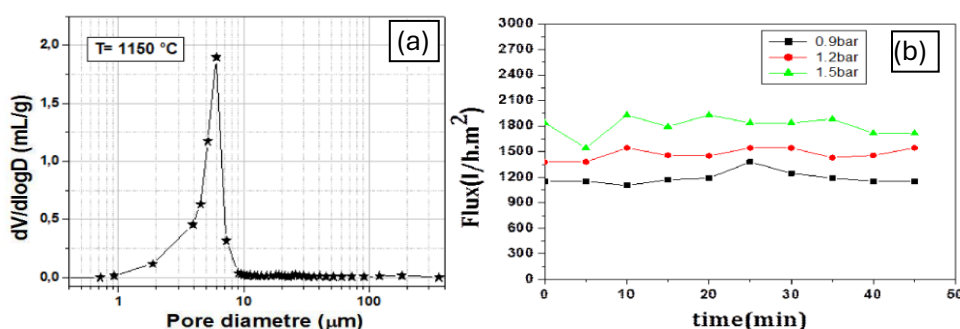 T= 1150 °C
(a)
dV/dlogD (mL/g)
2,0
1,5
1,0
0,5
0,0
1
10
100
Pore diametre (μm)
(b)
0.9bar
1.2bar
1.5bar
Flux(l/h.m²)
3000
2700
2400
2100
1800
1500
1200
900
600
300
0
0
10
20
30
40
50
time(min)